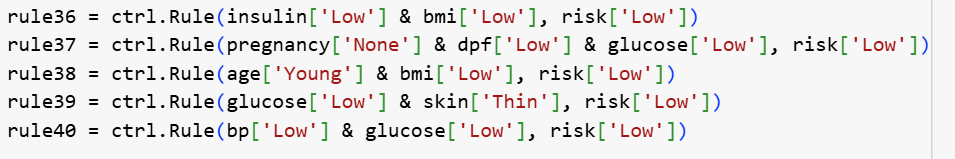 rule36 = ctrl.Rule(insulin['Low'] & bmi['Low'], risk['Low'])
rule37 = ctrl.Rule(pregnancy['None'] & dpf['Low'] & glucose['Low'], risk['Low'])
rule38 = ctrl.Rule(age['Young'] & bmi['Low'], risk['Low'])
rule39 = ctrl.Rule(glucose['Low'] & skin['Thin'], risk['Low'])
rule40 = ctrl.Rule(bp['Low'] & glucose['Low'], risk['Low'])